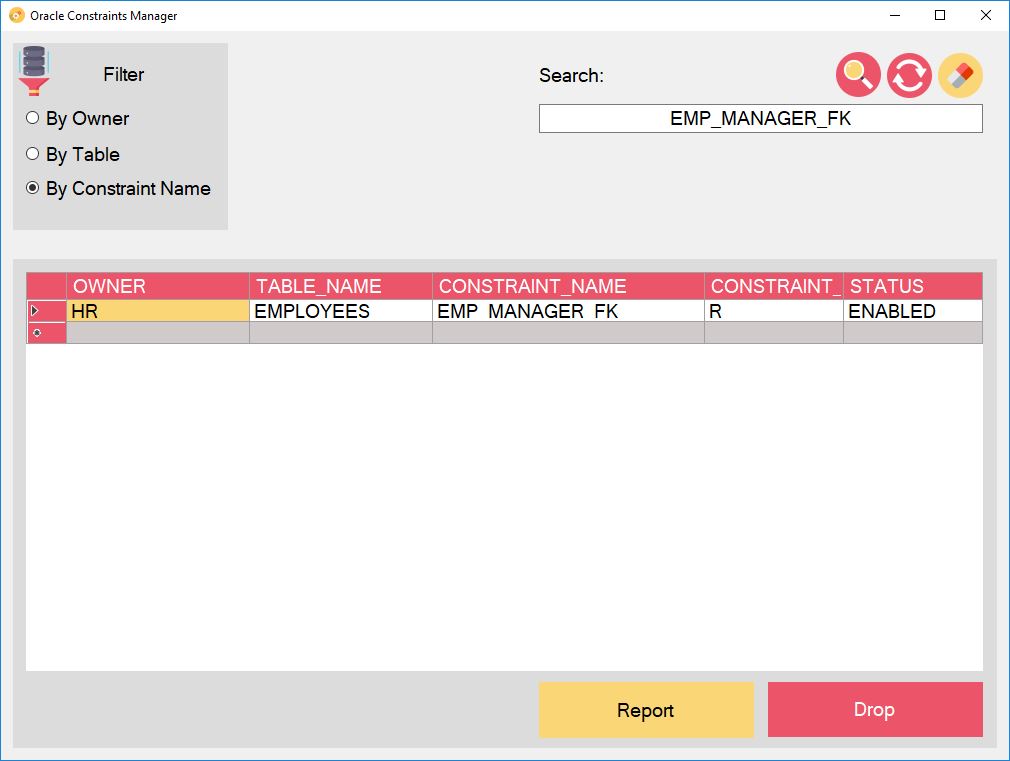 Oracle Constraints Manager
Filter
By Owner
By Table
By Constraint Name
Search:
EMP_MANAGER_FK
OWNER TABLE_NAME CONSTRAINT_NAME CONSTRAINT_ STATUS
HR EMPLOYEES EMP_MANAGER_FK R ENABLED
Report Drop